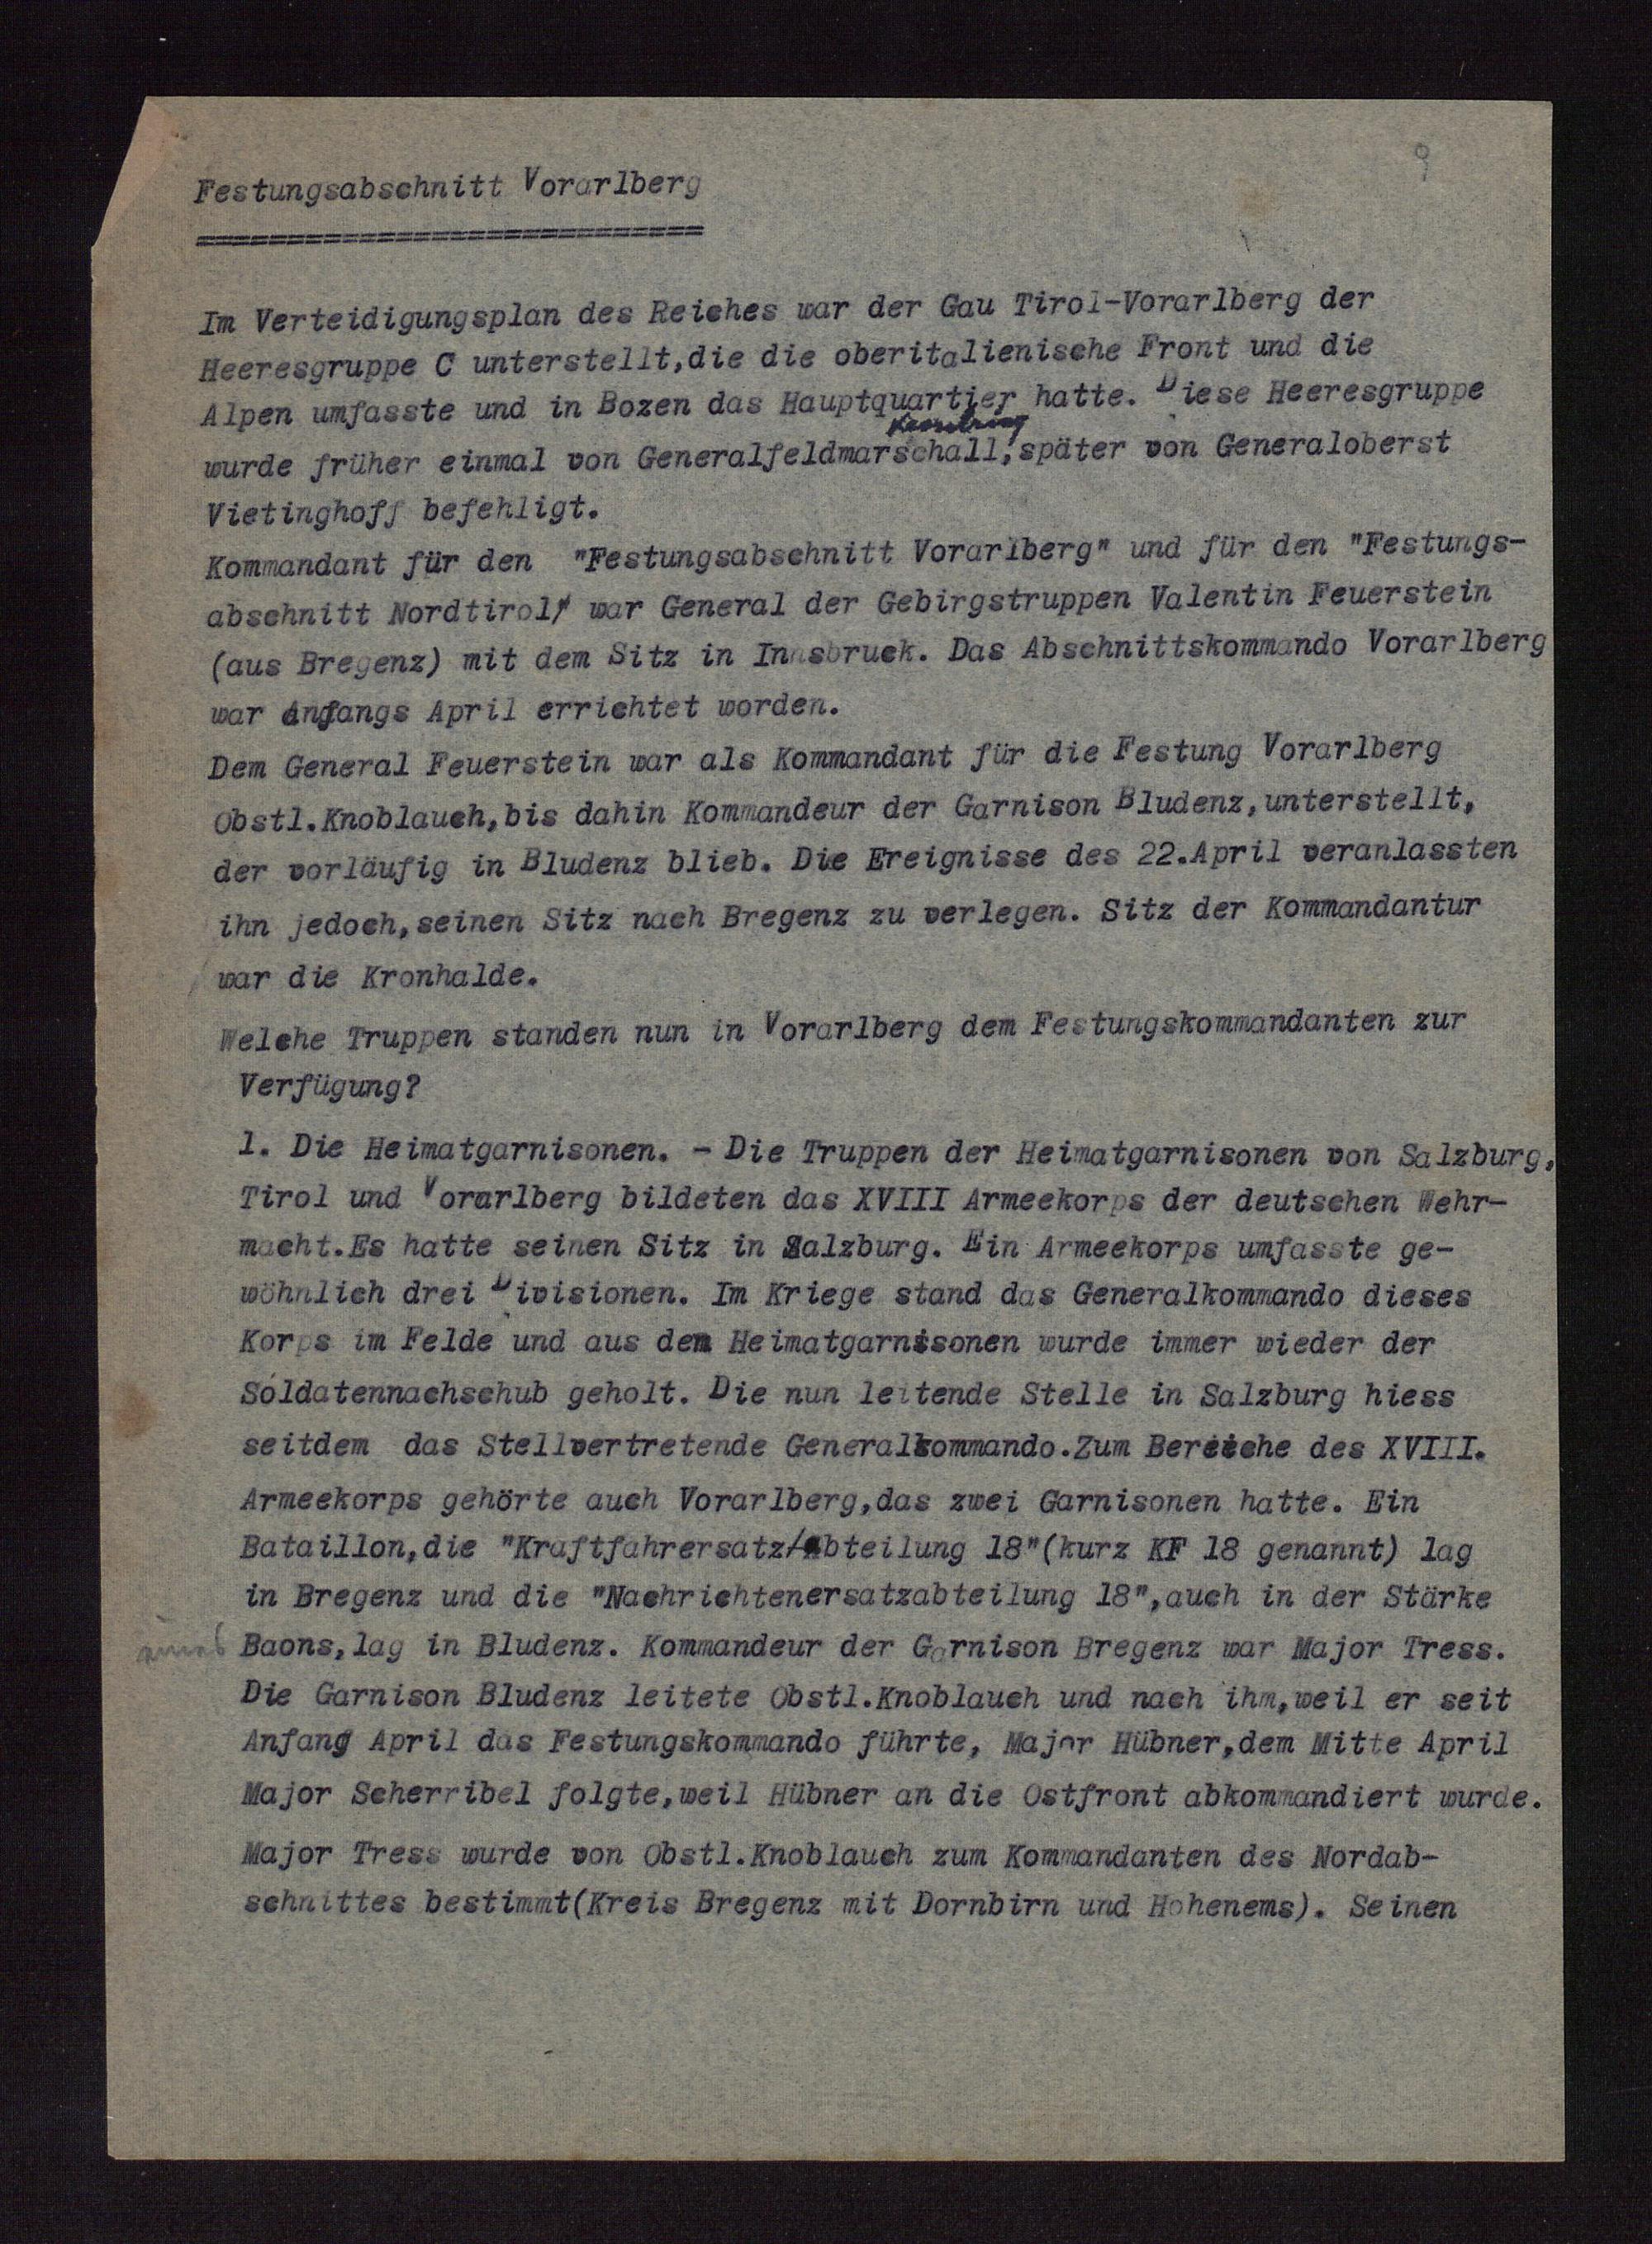 9
Festungsabschnitt Vorarlberg
============================
Im Verteidigungsplan des Reiches war der Gau Tirol-Vorarlberg der
Heeresgruppe C unterstellt,die die oberitalienische Front und die
Alpen umfasste und in Bozen das Hauptquartier hatte. Diese Heeresgruppe
Kesselring
wurde früher einmal von Generalfeldmarschall,später von Generaloberst
Vietinghoff befehligt.
Kommandant für den "Festungsabschnitt Vorarlberg" und für den "Festungs-
abschnitt Nordtirol" war General der Gebirgstruppen Valentin Feuerstein
(aus Bregenz) mit dem Sitz in Innsbruck. Das Abschnittskommando Vorarlberg
war Anfangs April errichtet worden.
Dem General Feuerstein war als Kommandant für die Festung Vorarlberg
Obstl.Knoblauch,bis dahin Kommandeur der Garnison Bludenz,unterstellt,
der vorläufig in Bludenz blieb. Die Ereignisse des 22.April veranlassten
ihn jedoch,seinen Sitz nach Bregenz zu verlegen. Sitz der Kommandantur
war die Kronhalde.
Welche Truppen standen nun in Vorarlberg dem Festungskommandanten zur
Verfügung?
1. Die Heimatgarnisonen. - Die Truppen der Heimatgarnisonen von Salzburg,
Tirol und Vorarlberg bildeten das XVIII Armeekorps der deutschen Wehr-
macht.Es hatte seinen Sitz in Salzburg. Ein Armeekorps umfasste ge-
wöhnlich drei Divisionen. Im Kriege stand das Generalkommando dieses
Korps im Felde und aus den Heimatgarnisonen wurde immer wieder der
Soldatennachschub geholt. Die nun leitende Stelle in Salzburg hiess
seitdem das Stellvertretende Generalkommando.Zum Bereiche des XVIII.
Armeekorps gehörte auch Vorarlberg,das zwei Garnisonen hatte. Ein
Bataillon,die "Kraftfahrersatz/Abteilung 18"(kurz KF 18 genannt) lag
in Bregenz und die "Nachrichtenersatzabteilung 18",auch in der Stärke
eines Baons,lag in Bludenz. Kommandeur der Garnison Bregenz war Major Tress.
Die Garnison Bludenz leitete Obstl.Knoblauch und nach ihm,weil er seit
Anfang April das Festungskommando führte, Major Hübner,dem Mitte April
Major Scherribel folgte,weil Hübner an die Ostfront abkommandiert wurde.
Major Tress wurde von Obstl.Knoblauch zum Kommandanten des Nordab-
schnittes bestimmt(Kreis Bregenz mit Dornbirn und Hohenems). Seinen